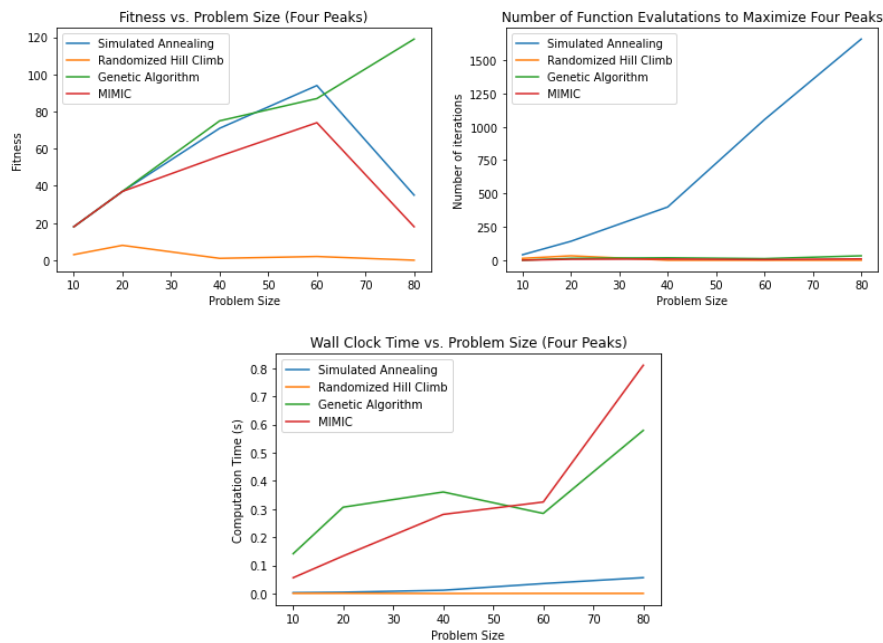 Fitness vs. Problem Size (Four Peaks)
120
100
80
60
40
20
0
Fitness
Simulated Annealing
Randomized Hill Climb
Genetic Algorithm
MIMIC
10 20 30 40 50 60 70 80
Problem Size
Number of Function Evalutations to Maximize Four Peaks
1500
1250
1000
750
500
250
0
Number of iterations
Simulated Annealing
Randomized Hill Climb
Genetic Algorithm
MIMIC
10 20 30 40 50 60 70 80
Problem Size
Wall Clock Time vs. Problem Size (Four Peaks)
0.8
0.7
0.6
0.5
0.4
0.3
0.2
0.1
0.0
Computation Time (s)
Simulated Annealing
Randomized Hill Climb
Genetic Algorithm
MIMIC
10 20 30 40 50 60 70 80
Problem Size